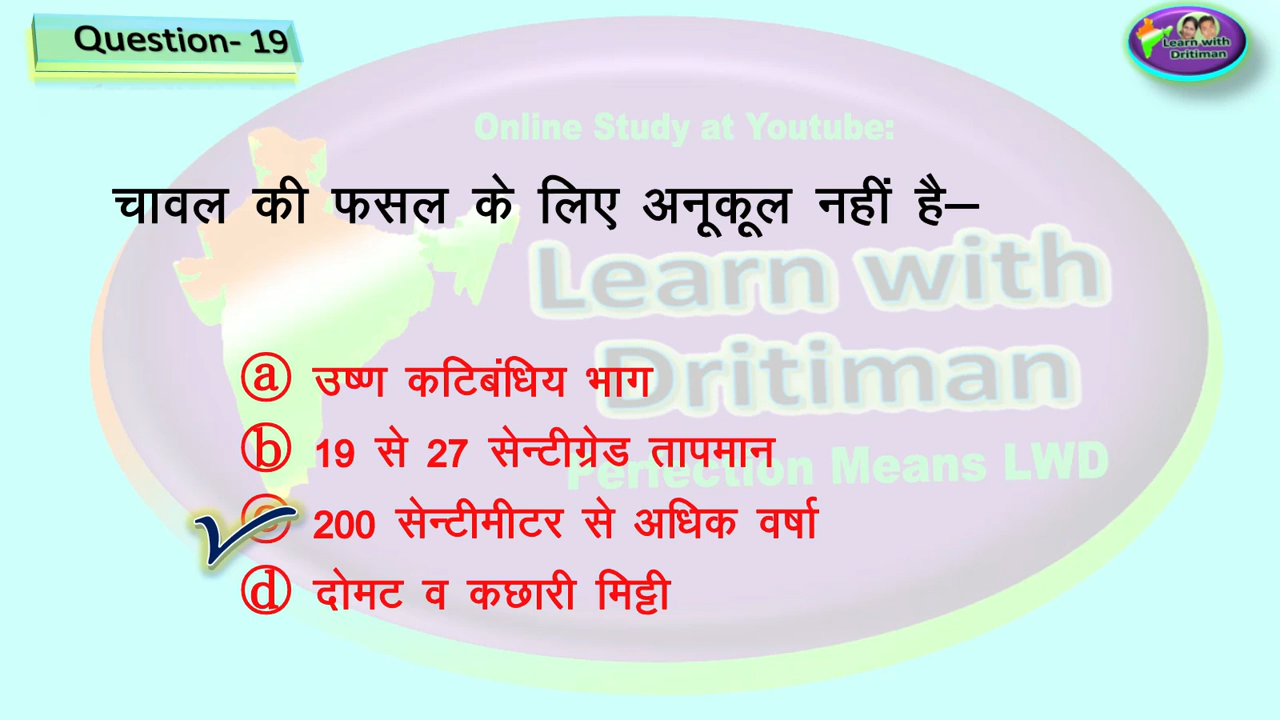 Question- 19
Learn with
Dritiman
Online Study at Youtube:
चावल की फसल के लिए अनूकूल नहीं है–
Learn with
Dritiman
Perfection Means LWD
ⓐ उष्ण कटिबंधिय भाग
ⓑ 19 से 27 सेन्टीग्रेड तापमान
ⓒ 200 सेन्टीमीटर से अधिक वर्षा
ⓓ दोमट व कछारी मिट्टी